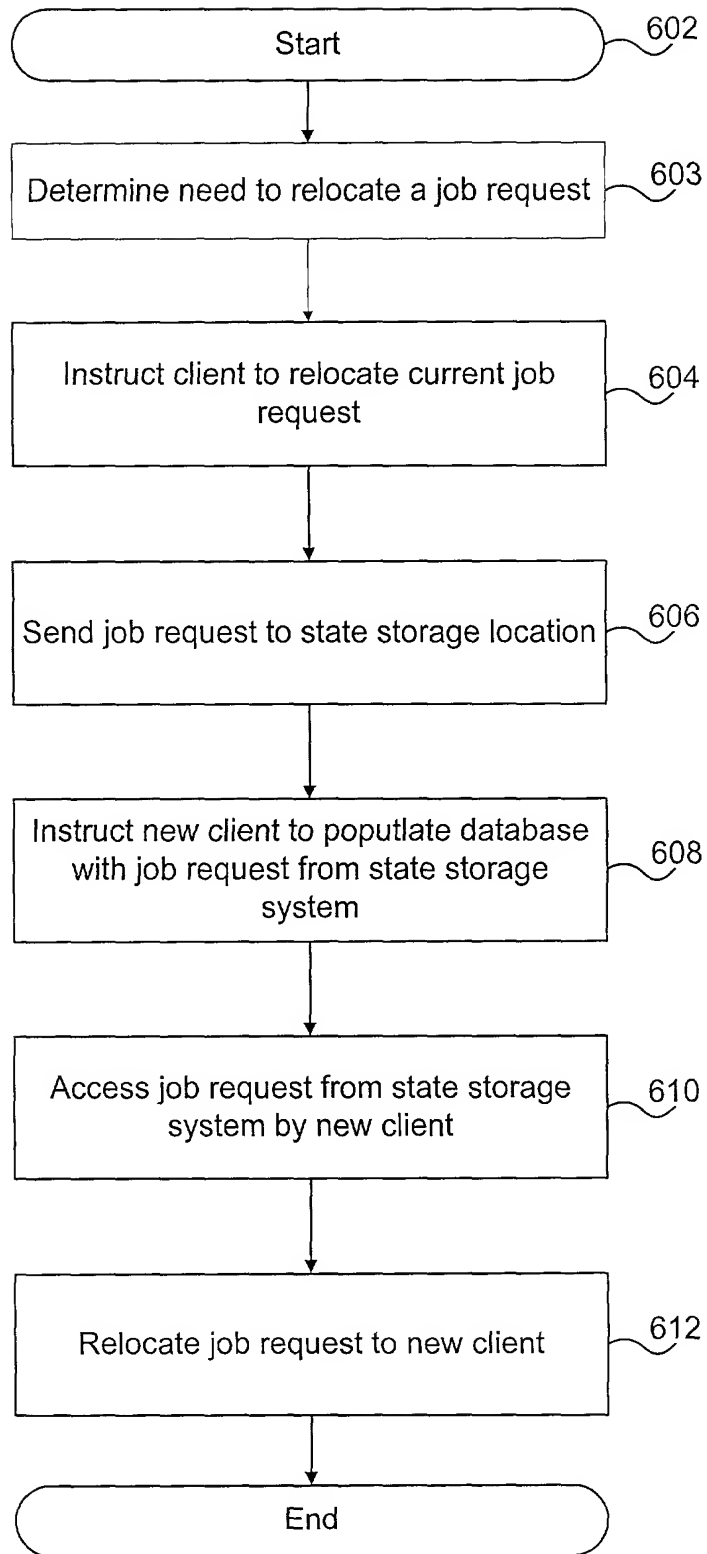 Start
602
Determine need to relocate a job request
603
Instruct client to relocate current job
request
604
Send job request to state storage location
606
Instruct new client to poputlate database
with job request from state storage
system
608
Access job request from state storage
system by new client
610
Relocate job request to new client
612
End